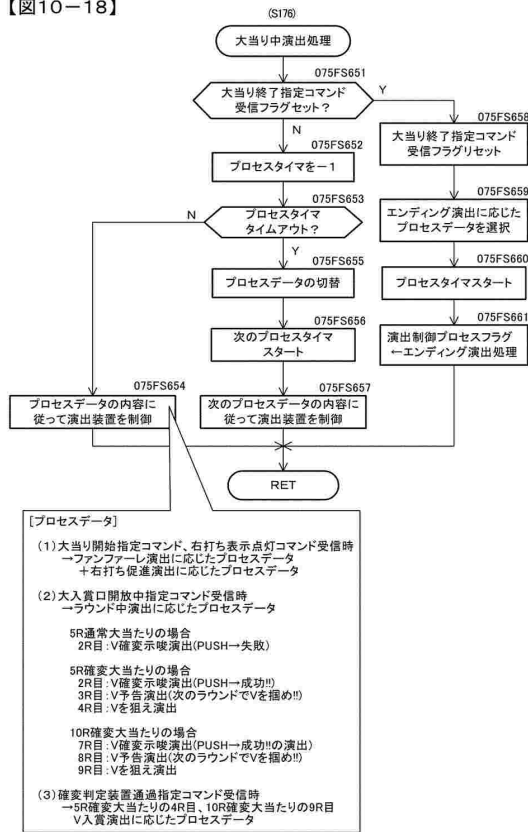 【図10－18】
(S176)
大当り中演出処理
075FS651
大当り終了指定コマンド
受信フラグセット？
Y
N
075FS658
大当り終了指定コマンド
受信フラグリセット
075FS652
プロセスタイマを－1
075FS659
エンディング演出に応じた
プロセスデータを選択
075FS653
プロセスタイマ
タイムアウト？
N
Y
075FS660
プロセスタイマスタート
075FS655
プロセスデータの切替
075FS661
演出制御プロセスフラグ
←エンディング演出処理
075FS656
次のプロセスタイマ
スタート
075FS654
プロセスデータの内容に
従って演出装置を制御
075FS657
次のプロセスデータの内容に
従って演出装置を制御
RET
[プロセスデータ]
(1)大当り開始指定コマンド、右打ち表示点灯コマンド受信時
→ファンファーレ演出に応じたプロセスデータ
＋右打ち促進演出に応じたプロセスデータ
(2)大入賞口開放中指定コマンド受信時
→ラウンド中演出に応じたプロセスデータ
5R通常大当たりの場合
2R目：V確変示唆演出(PUSH→失敗)
5R確変大当たりの場合
2R目：V確変示唆演出(PUSH→成功!!)
3R目：V予告演出(次のラウンドでVを掴め!!)
4R目：Vを狙え演出
10R確変大当たりの場合
7R目：V確変示唆演出(PUSH→成功!!の演出)
8R目：V予告演出(次のラウンドでVを掴め!!)
9R目：Vを狙え演出
(3)確変判定装置通過指定コマンド受信時
→5R確変大当たりの4R目、10R確変大当たりの9R目
V入賞演出に応じたプロセスデータ